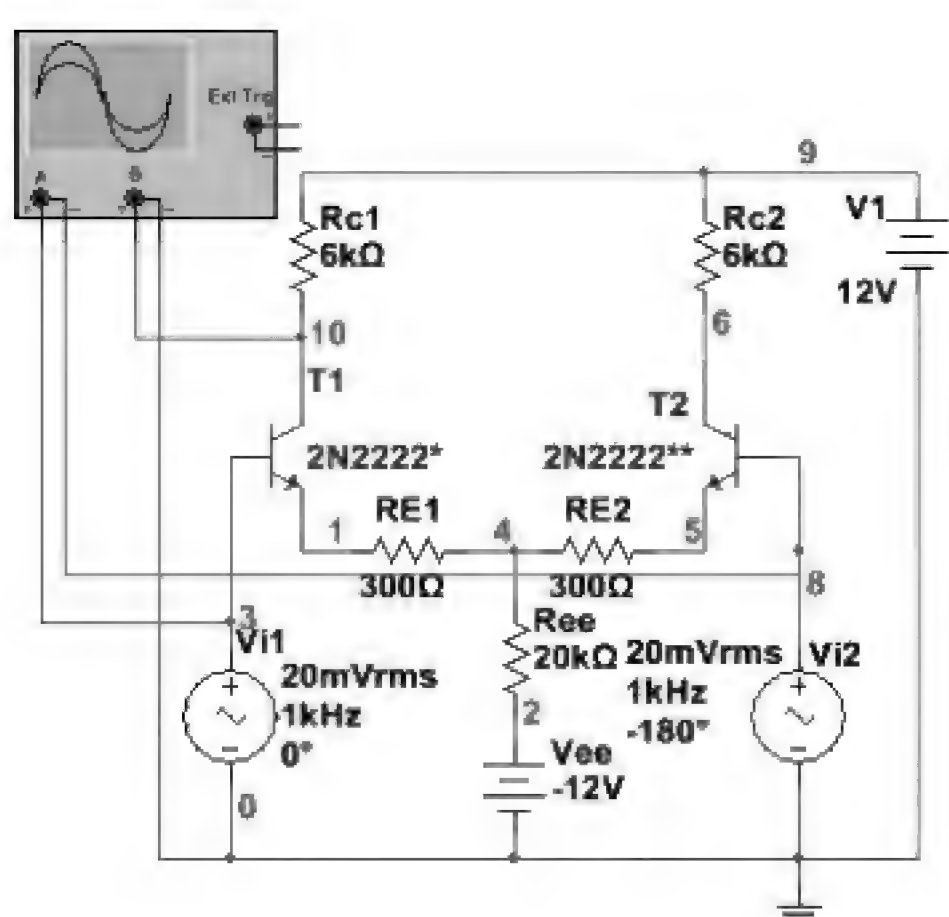 Ext Trg
A
B
9
Rc1
6kΩ
Rc2
6kΩ
V1
12V
10
6
T1
T2
2N2222*
2N2222**
RE1
RE2
1
4
5
300Ω
300Ω
8
3
Vi1
20mVrms
1kHz
0°
Ree
20kΩ
20mVrms
1kHz
-180°
Vi2
2
Vee
-12V
0